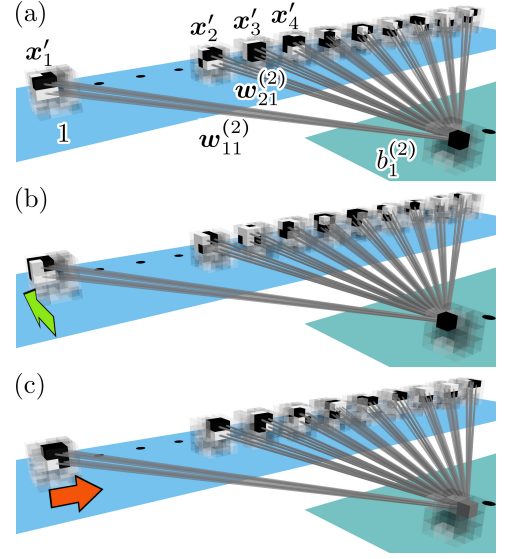 (a)
x′₁ x′₂ x′₃ x′₄
1
w₂₁⁽²⁾
w₁₁⁽²⁾
b₁⁽²⁾
(b)
(c)